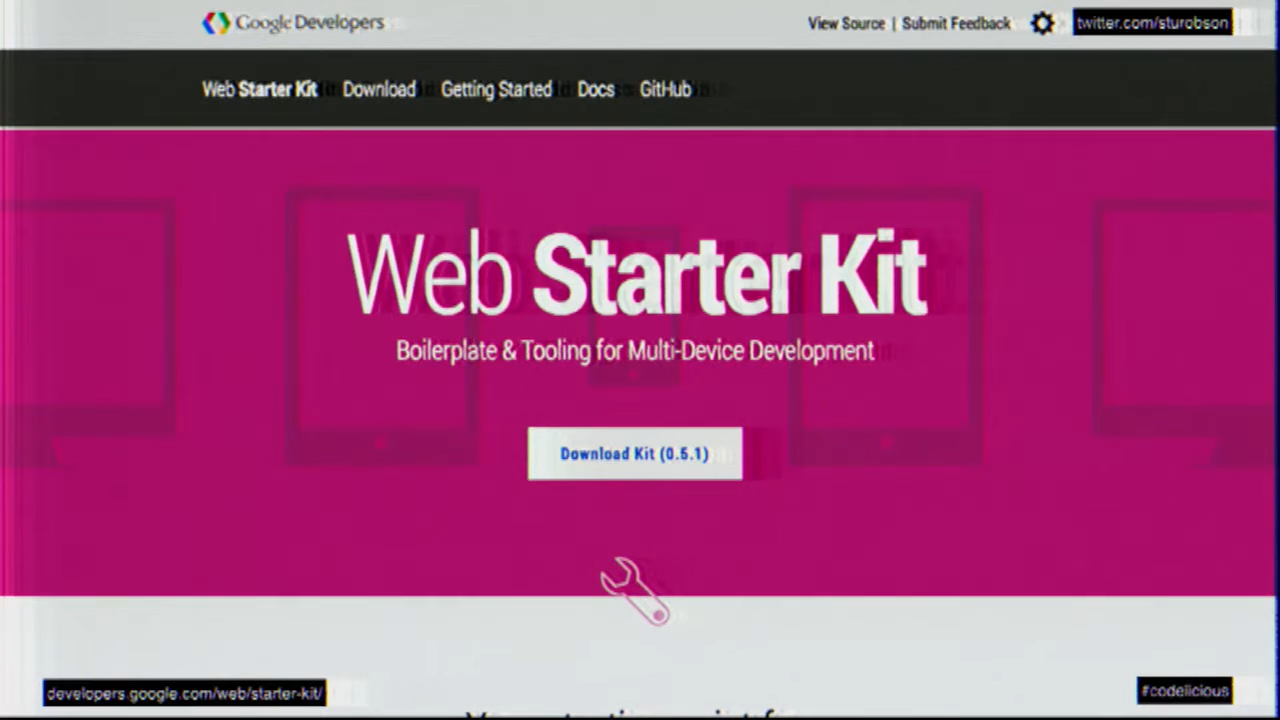 Google Developers
View Source | Submit Feedback
twitter.com/sturobson
Web Starter Kit Download Getting Started Docs GitHub
Web Starter Kit
Boilerplate & Tooling for Multi-Device Development
Download Kit (0.5.1)
developers.google.com/web/starter-kit/
#codelicious